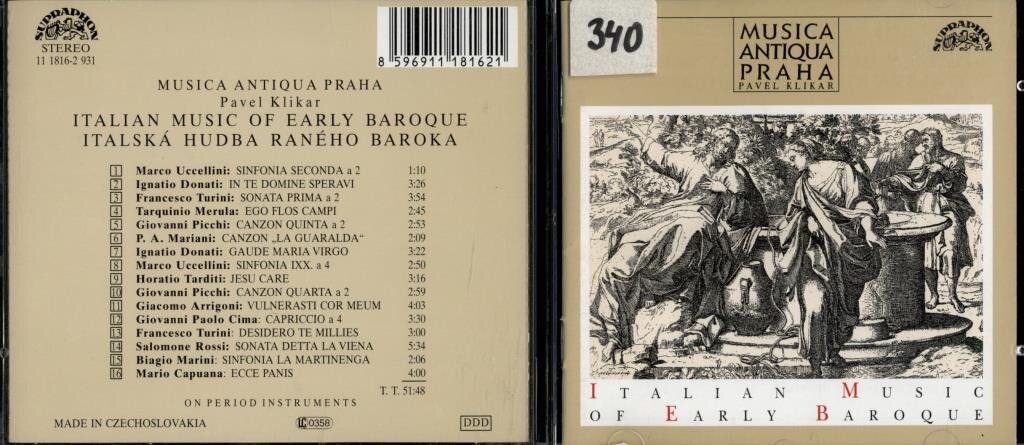 SUPRAPHON
STEREO
11 1816-2 931
8 596911 181621
MUSICA ANTIQUA PRAHA
Pavel Klikar
ITALIAN MUSIC OF EARLY BAROQUE
ITALSKÁ HUDBA RANÉHO BAROKA
1 Marco Uccellini: SINFONIA SECONDA a 2 1:10
2 Ignatio Donati: IN TE DOMINE SPERAVI 3:26
3 Francesco Turini: SONATA PRIMA a 2 3:54
4 Tarquinio Merula: EGO FLOS CAMPI 2:45
5 Giovanni Picchi: CANZON QUINTA a 2 2:53
6 P. A. Mariani: CANZON „LA GUARALDA“ 2:09
7 Ignatio Donati: GAUDE MARIA VIRGO 3:22
8 Marco Uccellini: SINFONIA IXX. a 4 2:50
9 Horatio Tarditi: JESU CARE 3:16
10 Giovanni Picchi: CANZON QUARTA a 2 2:59
11 Giacomo Arrigoni: VULNERASTI COR MEUM 4:03
12 Giovanni Paolo Cima: CAPRICCIO a 4 3:30
13 Francesco Turini: DESIDERO TE MILLIES 3:00
14 Salomone Rossi: SONATA DETTA LA VIENA 5:34
15 Biagio Marini: SINFONIA LA MARTINENGA 2:06
16 Mario Capuana: ECCE PANIS 4:00
T. T. 51:48
ON PERIOD INSTRUMENTS
MADE IN CZECHOSLOVAKIA
LC 0358
DDD
340
MUSICA
ANTIQUA
PRAHA
PAVEL KLIKAR
SUPRAPHON
ITALIAN MUSIC
OF EARLY BAROQUE